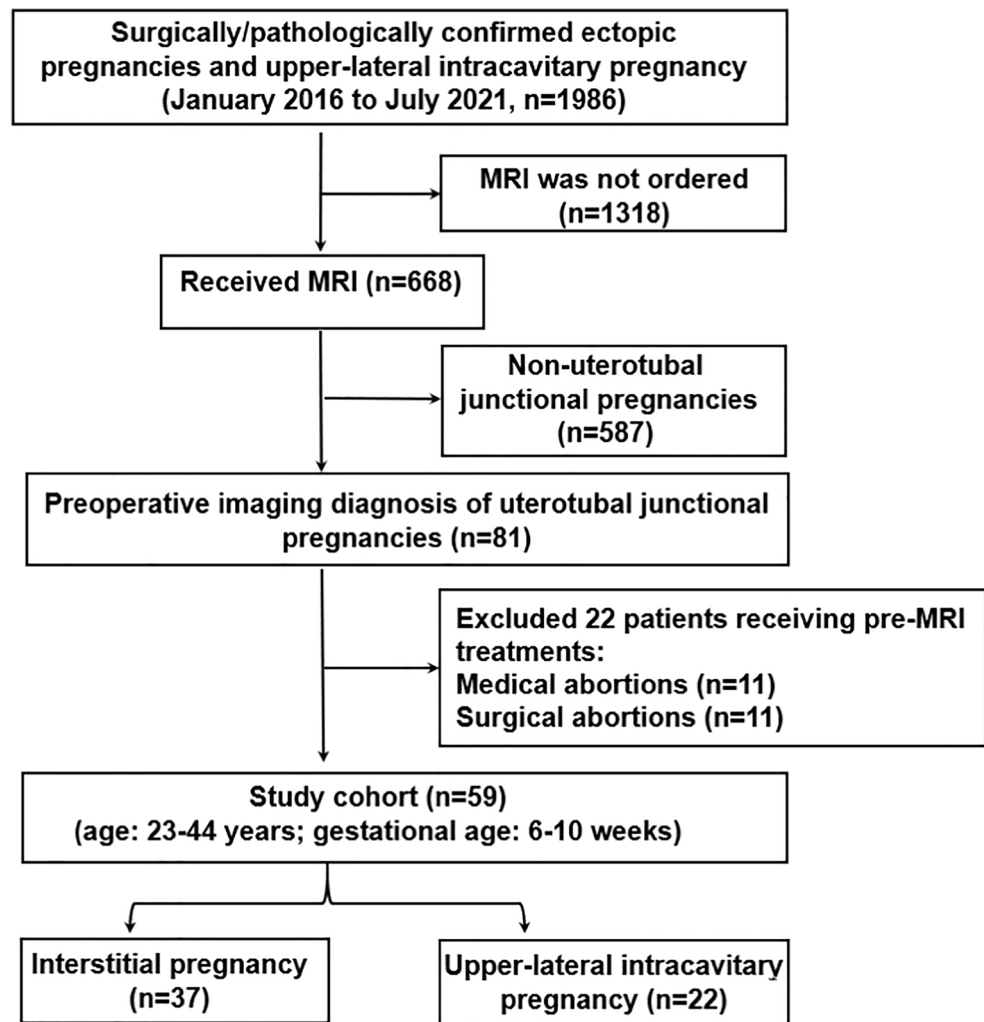 Surgically/pathologically confirmed ectopic
pregnancies and upper-lateral intracavitary pregnancy
(January 2016 to July 2021, n=1986)
MRI was not ordered
(n=1318)
Received MRI (n=668)
Non-uterotubal
junctional pregnancies
(n=587)
Preoperative imaging diagnosis of uterotubal junctional
pregnancies (n=81)
Excluded 22 patients receiving pre-MRI
treatments:
Medical abortions (n=11)
Surgical abortions (n=11)
Study cohort (n=59)
(age: 23-44 years; gestational age: 6-10 weeks)
Interstitial pregnancy
(n=37)
Upper-lateral intracavitary
pregnancy (n=22)